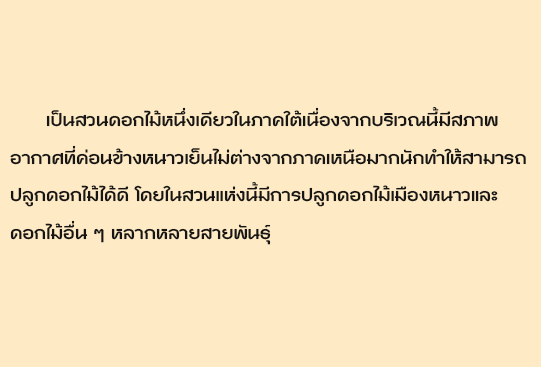 เป็นสวนดอกไม้หนึ่งเดียวในภาคใต้เนื่องจากบริเวณนี้มีสภาพ
อากาศที่ค่อนข้างหนาวเย็นไม่ต่างจากภาคเหนือมากนักทำให้สามารถ
ปลูกดอกไม้ได้ดี โดยในสวนแห่งนี้มีการปลูกดอกไม้เมืองหนาวและ
ดอกไม้อื่น ๆ หลากหลายสายพันธุ์